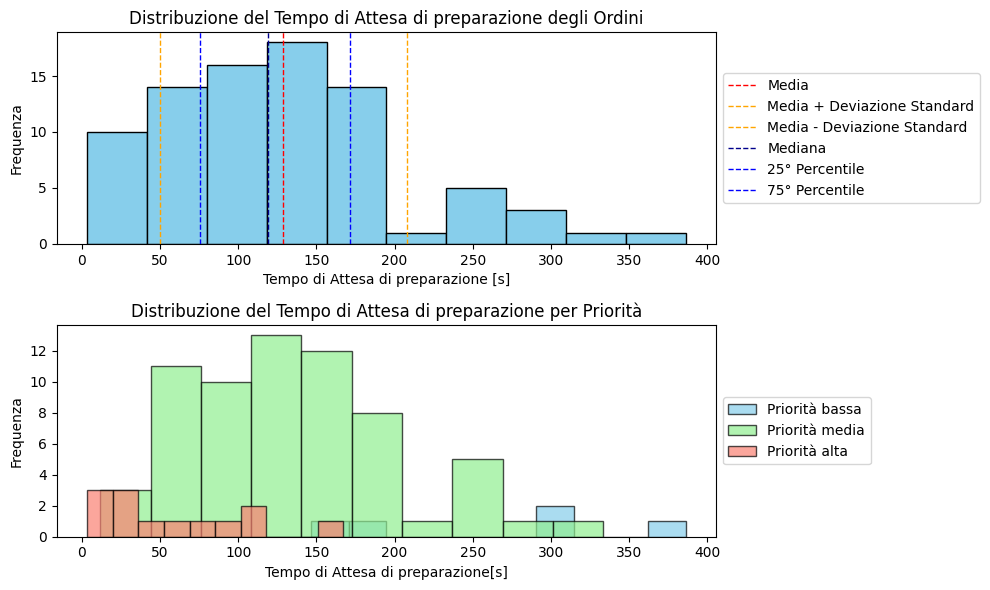 Distribuzione del Tempo di Attesa di preparazione degli Ordini
15
10
5
0
Frequenza
0 50 100 150 200 250 300 350 400
Tempo di Attesa di preparazione [s]
Media
Media + Deviazione Standard
Media - Deviazione Standard
Mediana
25° Percentile
75° Percentile
Distribuzione del Tempo di Attesa di preparazione per Priorità
12
10
8
6
4
2
0
Frequenza
0 50 100 150 200 250 300 350 400
Tempo di Attesa di preparazione[s]
Priorità bassa
Priorità media
Priorità alta